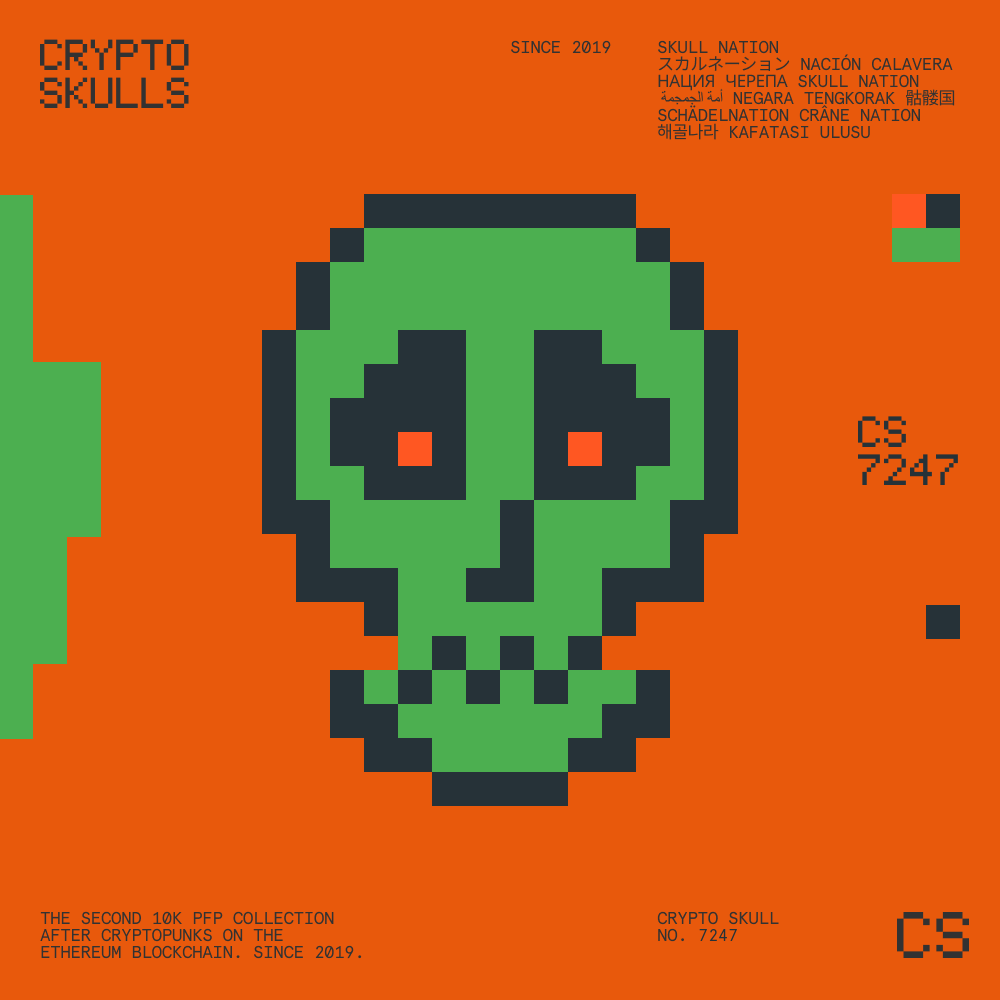 CRYPTO
SKULLS
SINCE 2019
SKULL NATION
スカルネーション NACIÓN CALAVERA
НАЦИЯ ЧЕРЕПА SKULL NATION
أمة الجمجمة NEGARA TENGKORAK 骷髅国
SCHÄDELNATION CRÂNE NATION
해골나라 KAFATASI ULUSU
CS
7247
THE SECOND 10K PFP COLLECTION
AFTER CRYPTOPUNKS ON THE
ETHEREUM BLOCKCHAIN. SINCE 2019.
CRYPTO SKULL
NO. 7247
CS